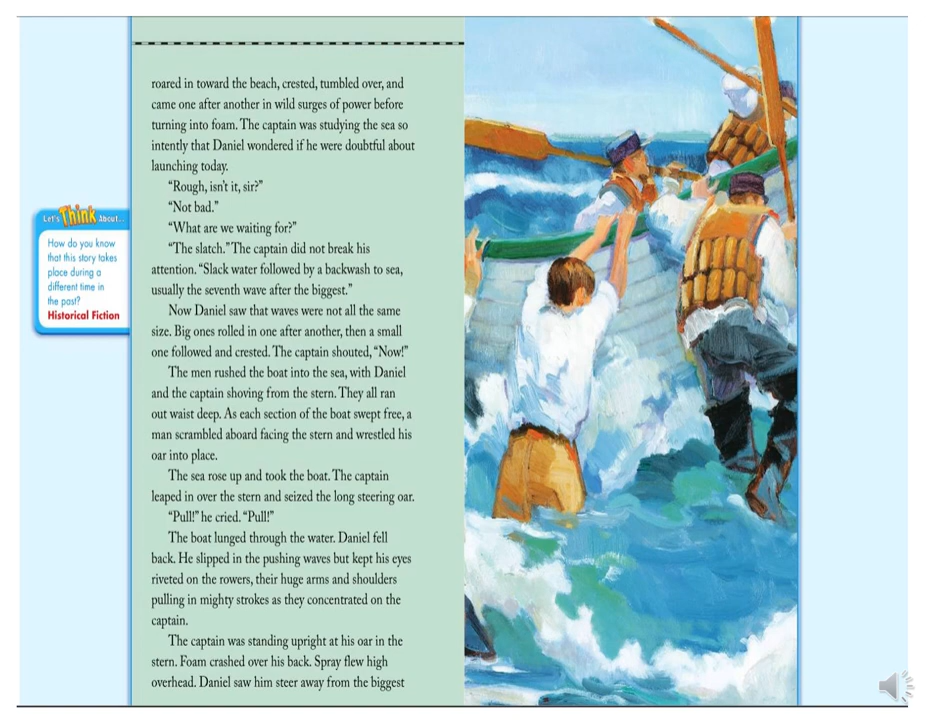 roared in toward the beach, crested, tumbled over, and
came one after another in wild surges of power before
turning into foam. The captain was studying the sea so
intently that Daniel wondered if he were doubtful about
launching today.
“Rough, isn’t it, sir?”
“Not bad.”
“What are we waiting for?”
“The slatch.” The captain did not break his
attention. “Slack water followed by a backwash to sea,
usually the seventh wave after the biggest.”
Now Daniel saw that waves were not all the same
size. Big ones rolled in one after another, then a small
one followed and crested. The captain shouted, “Now!”
The men rushed the boat into the sea, with Daniel
and the captain shoving from the stern. They all ran
out waist deep. As each section of the boat swept free, a
man scrambled aboard facing the stern and wrestled his
oar into place.
The sea rose up and took the boat. The captain
leaped in over the stern and seized the long steering oar.
“Pull!” he cried. “Pull!”
The boat lunged through the water. Daniel fell
back. He slipped in the pushing waves but kept his eyes
riveted on the rowers, their huge arms and shoulders
pulling in mighty strokes as they concentrated on the
captain.
The captain was standing upright at his oar in the
stern. Foam crashed over his back. Spray flew high
overhead. Daniel saw him steer away from the biggest
Let's Think About...
How do you know
that this story takes
place during a
different time in
the past?
Historical Fiction